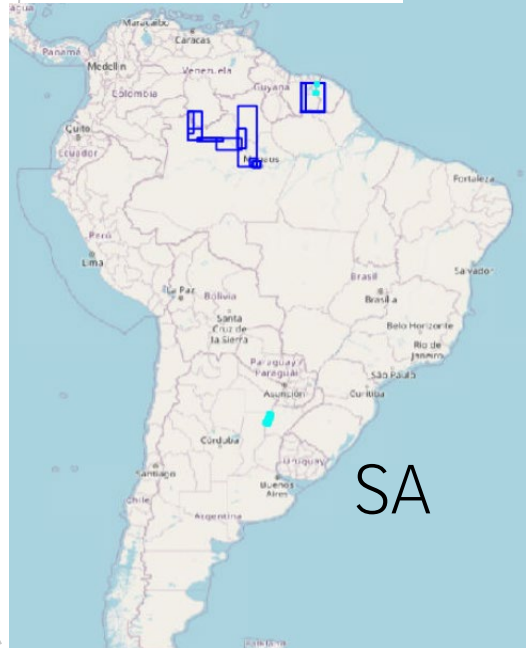 Maracaibo
Caracas
Panamá
Medellín
Venezuela
Guyana
Colombia
Quito
Ecuador
Manaus
Fortaleza
Perú
Lima
Brasil
Salvador
La Paz
Bolivia
Brasília
Santa
Cruz de
la Sierra
Belo Horizonte
Rio de
Janeiro
Paraguay /
Paraguái
São Paulo
Asunción
Curitiba
Córdoba
Uruguay
Santiago
SA
Buenos
Aires
Chile
Argentina